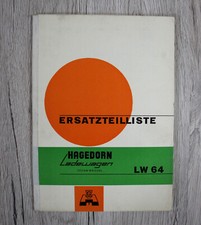 ERSATZTEILLISTE
HAGEDORN
Ladewagen
LW 64